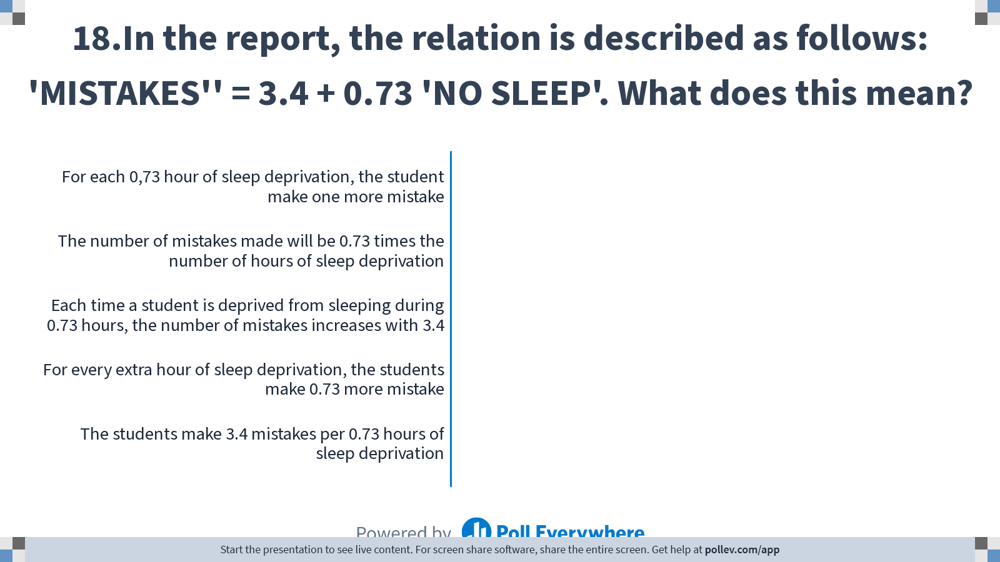 18.In the report, the relation is described as follows:
'MISTAKES'' = 3.4 + 0.73 'NO SLEEP'. What does this mean?
For each 0,73 hour of sleep deprivation, the student
make one more mistake
The number of mistakes made will be 0.73 times the
number of hours of sleep deprivation
Each time a student is deprived from sleeping during
0.73 hours, the number of mistakes increases with 3.4
For every extra hour of sleep deprivation, the students
make 0.73 more mistake
The students make 3.4 mistakes per 0.73 hours of
sleep deprivation
Powered by Poll Everywhere
Start the presentation to see live content. For screen share software, share the entire screen. Get help at pollev.com/app